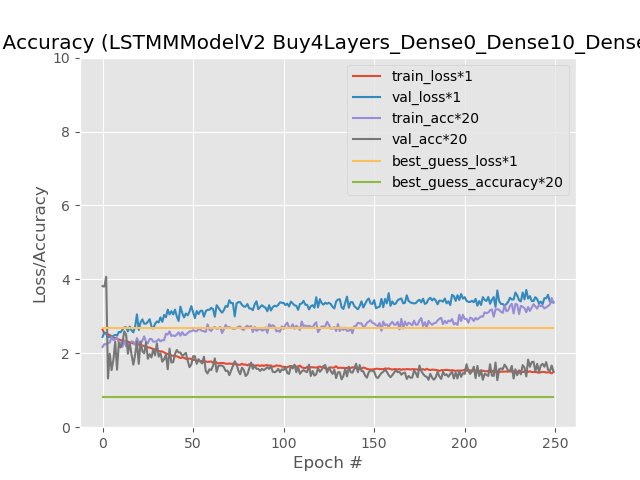 Accuracy (LSTMMModelV2 Buy4Layers_Dense0_Dense10_Dense
10
8
6
4
2
0
Loss/Accuracy
train_loss*1
val_loss*1
train_acc*20
val_acc*20
best_guess_loss*1
best_guess_accuracy*20
0 50 100 150 200 250
Epoch #